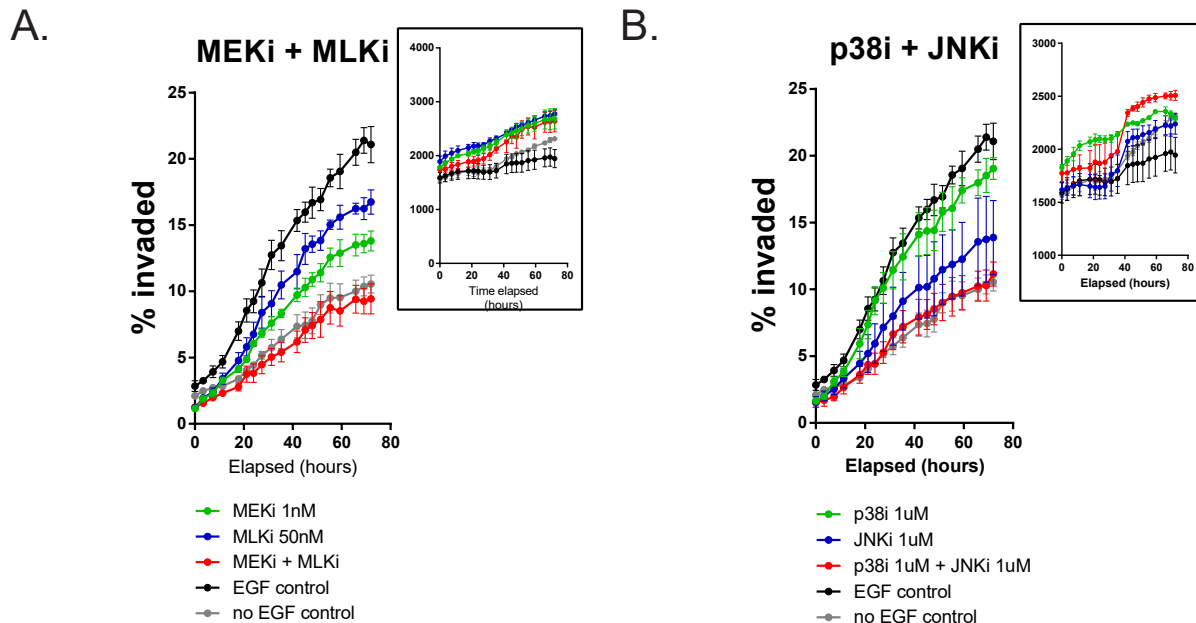 A.
MEKi + MLKi
25
20
15
10
5
0
% invaded
0 20 40 60 80
Elapsed (hours)
4000
3000
2000
1000
0
0 20 40 60 80
Time elapsed
(hours)
MEKi 1nM
MLKi 50nM
MEKi + MLKi
EGF control
no EGF control
B.
p38i + JNKi
25
20
15
10
5
0
% invaded
0 20 40 60 80
Elapsed (hours)
3000
2500
2000
1500
1000
0 20 40 60 80
Elapsed (hours)
p38i 1uM
JNKi 1uM
p38i 1uM + JNKi 1uM
EGF control
no EGF control